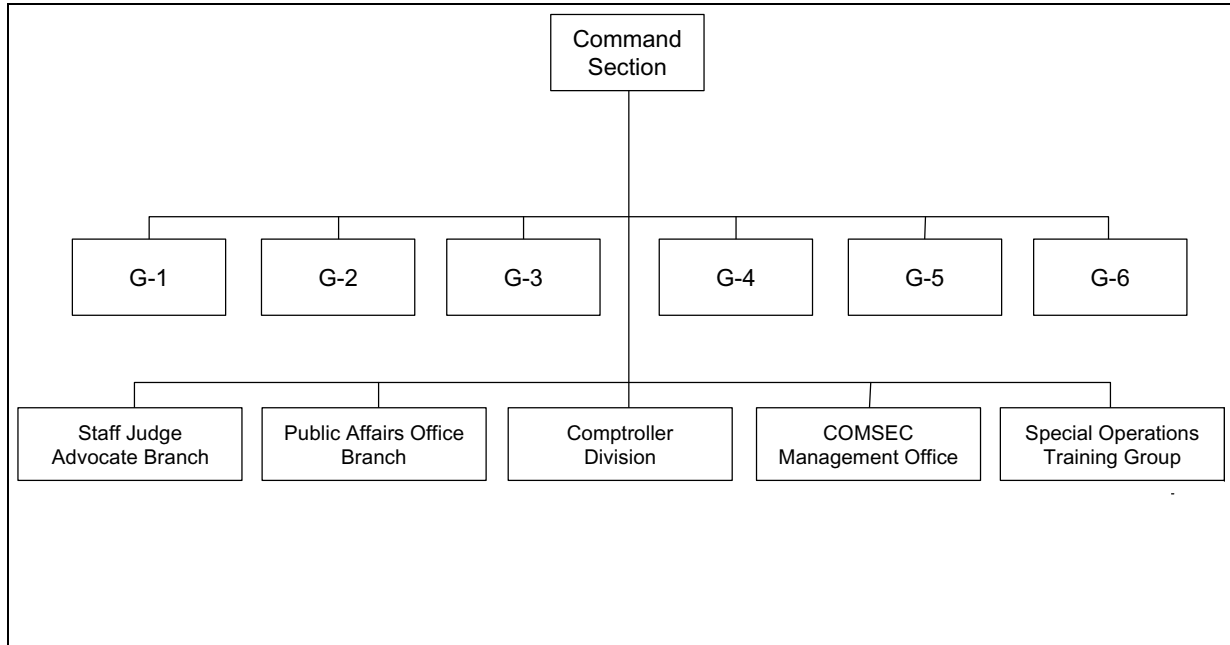 Command
Section
G-1
G-2
G-3
G-4
G-5
G-6
Staff Judge
Advocate Branch
Public Affairs Office
Branch
Comptroller
Division
COMSEC
Management Office
Special Operations
Training Group